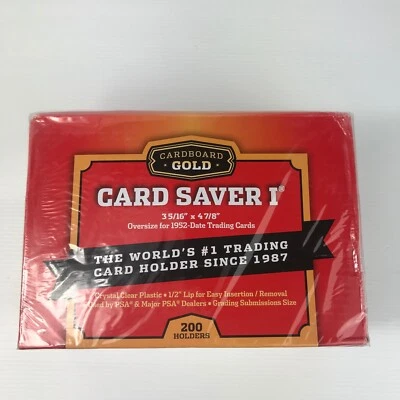 CARDBOARD
GOLD
CARD SAVER I®
3 5/16" x 4 7/8"
Oversize for 1952-Date Trading Cards
THE WORLD'S #1 TRADING
CARD HOLDER SINCE 1987
Crystal Clear Plastic • 1/2" Lip for Easy Insertion / Removal
Used by PSA® & Major PSA® Dealers • Grading Submissions Size
200
HOLDERS